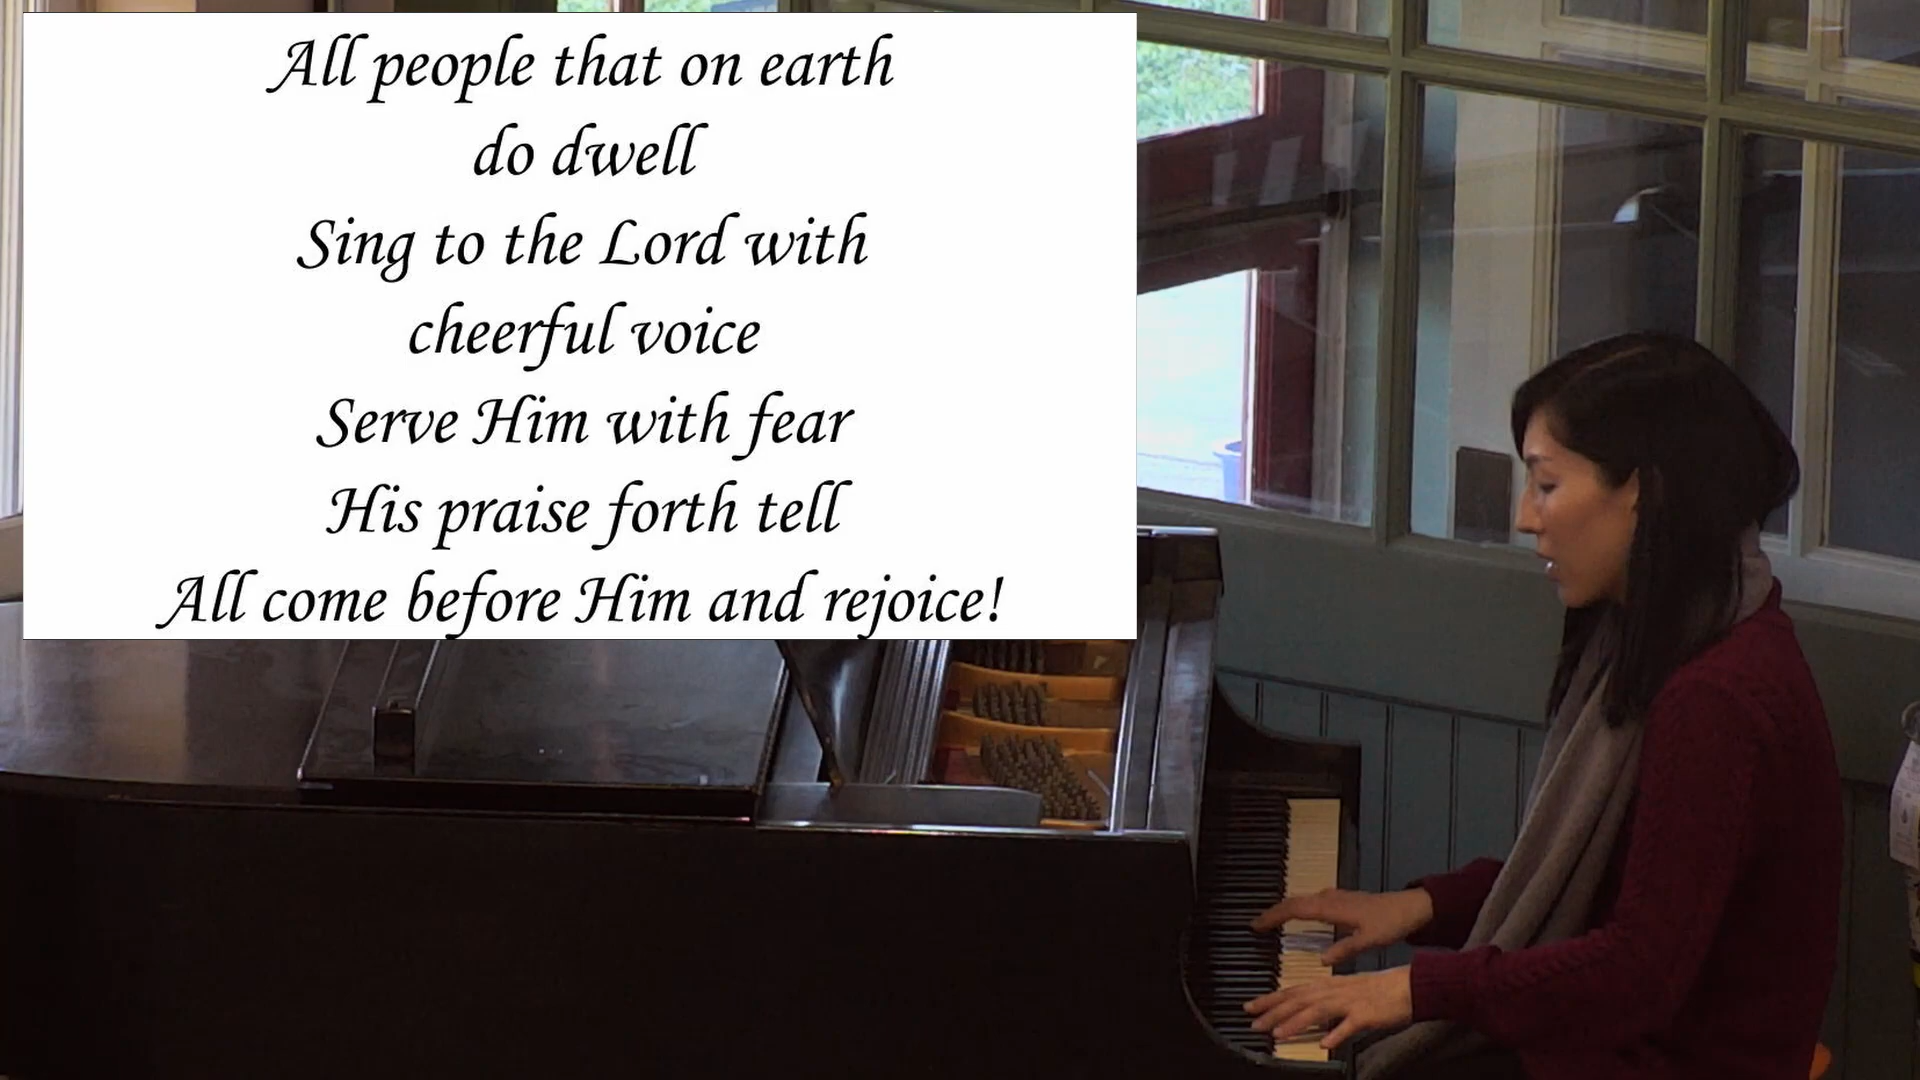 All people that on earth
do dwell
Sing to the Lord with
cheerful voice
Serve Him with fear
His praise forth tell
All come before Him and rejoice!